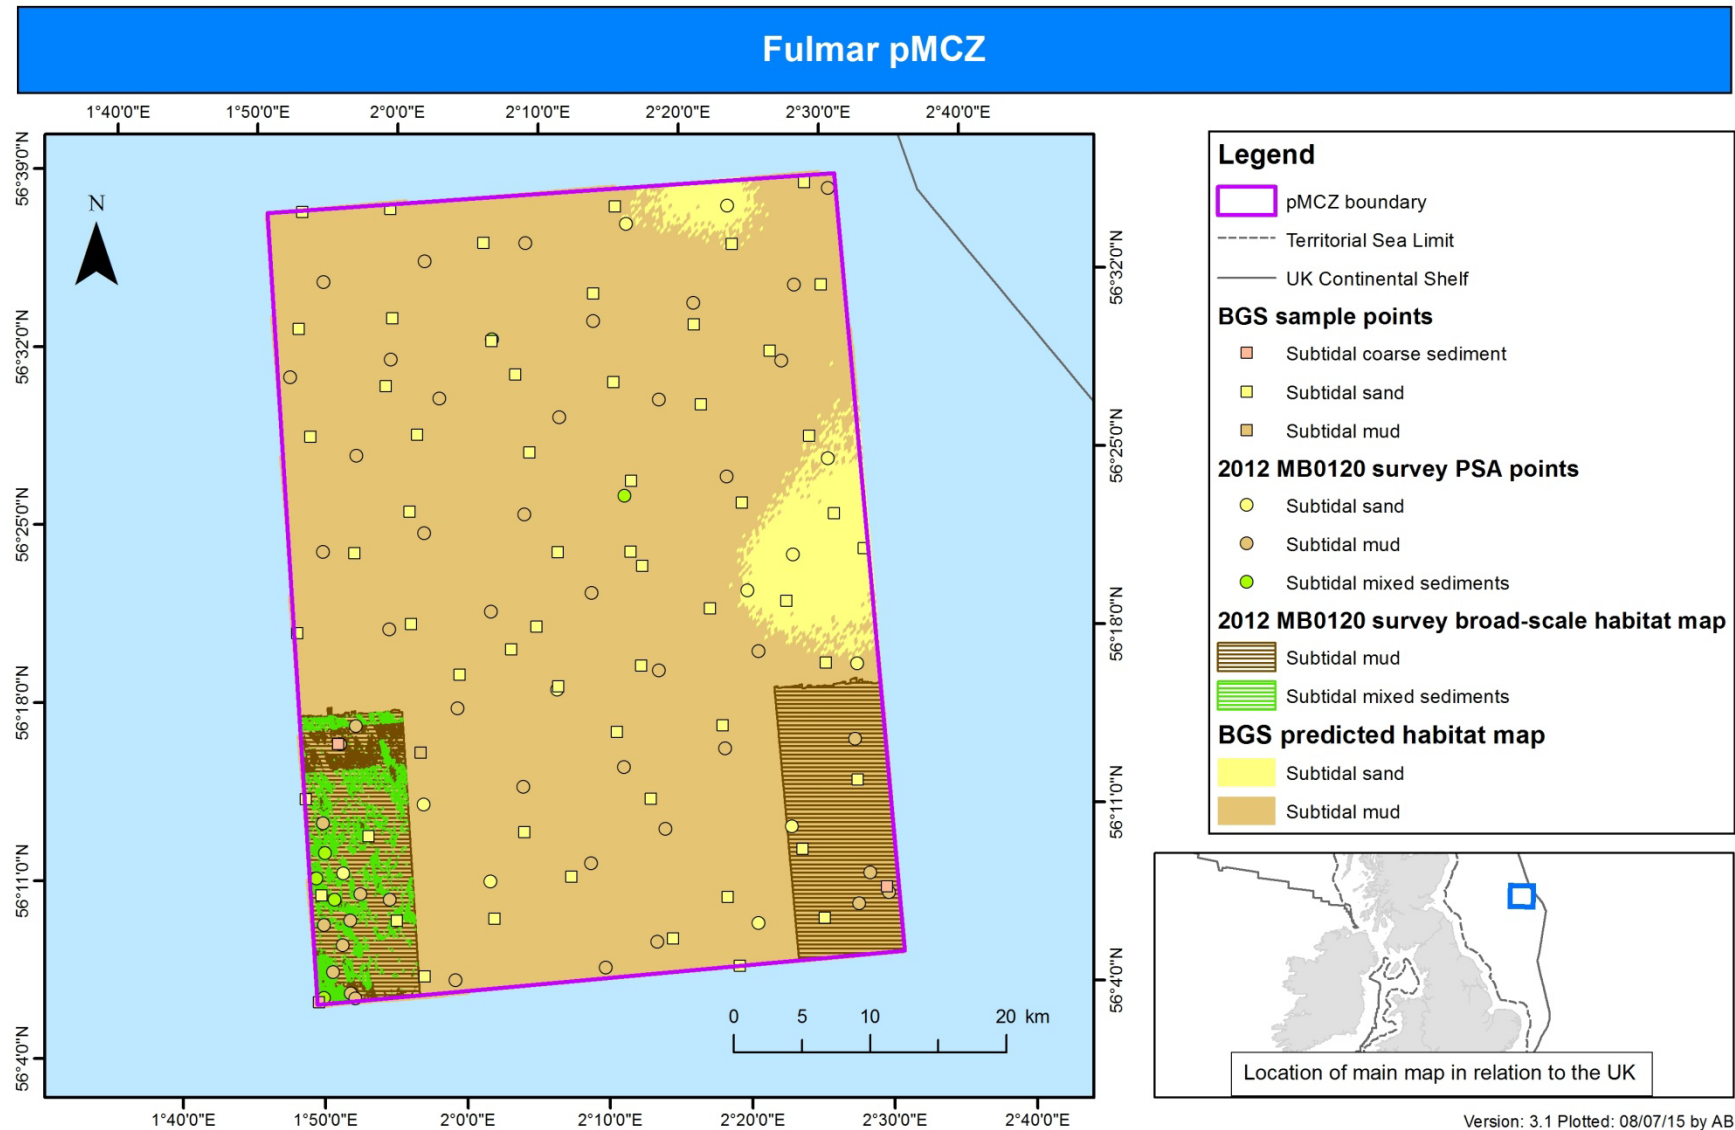 Fulmar pMCZ
1°40'0"E 1°50'0"E 2°0'0"E 2°10'0"E 2°20'0"E 2°30'0"E 2°40'0"E
56°39'0"N
56°32'0"N
56°25'0"N
56°18'0"N
56°11'0"N
56°4'0"N
N
56°32'0"N
56°25'0"N
56°18'0"N
56°11'0"N
56°4'0"N
0 5 10 20 km
1°40'0"E 1°50'0"E 2°0'0"E 2°10'0"E 2°20'0"E 2°30'0"E 2°40'0"E
Legend
pMCZ boundary
Territorial Sea Limit
UK Continental Shelf
BGS sample points
Subtidal coarse sediment
Subtidal sand
Subtidal mud
2012 MB0120 survey PSA points
Subtidal sand
Subtidal mud
Subtidal mixed sediments
2012 MB0120 survey broad-scale habitat map
Subtidal mud
Subtidal mixed sediments
BGS predicted habitat map
Subtidal sand
Subtidal mud
Location of main map in relation to the UK
Version: 3.1 Plotted: 08/07/15 by AB